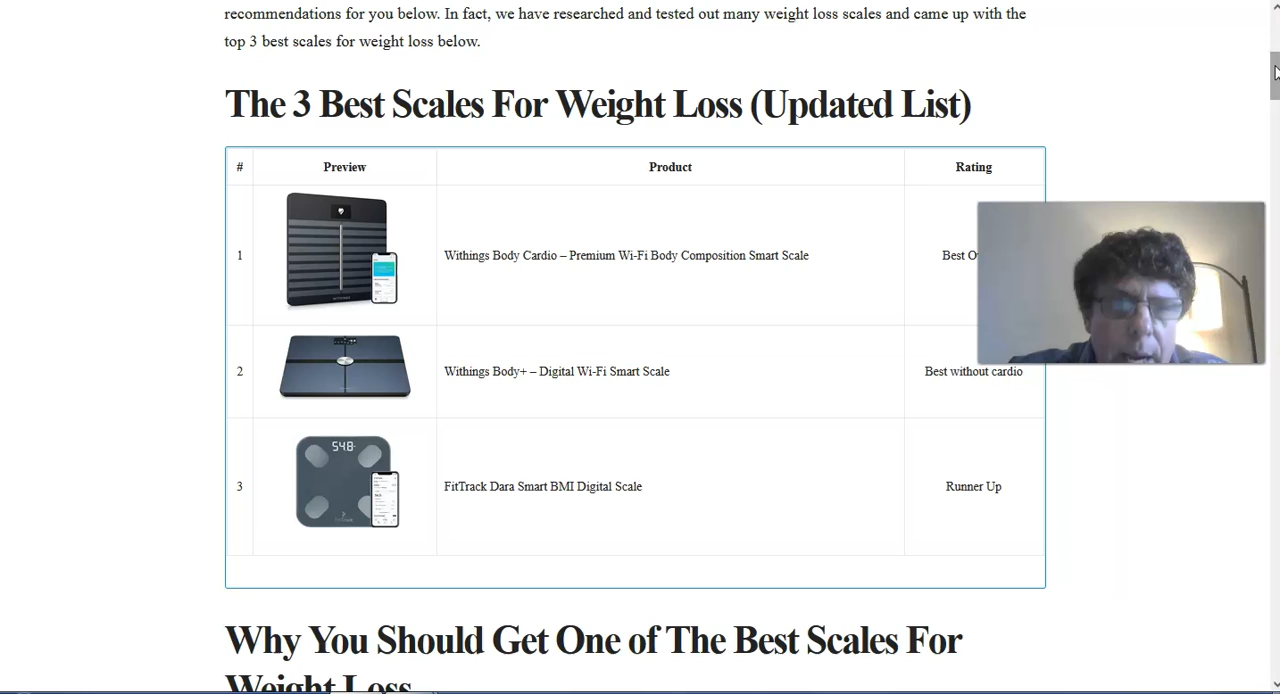 recommendations for you below. In fact, we have researched and tested out many weight loss scales and came up with the
top 3 best scales for weight loss below.
The 3 Best Scales For Weight Loss (Updated List)
# Preview Product Rating
1 Withings Body Cardio – Premium Wi-Fi Body Composition Smart Scale Best O
2 Withings Body+ – Digital Wi-Fi Smart Scale Best without cardio
548
3 FitTrack Dara Smart BMI Digital Scale Runner Up
Why You Should Get One of The Best Scales For
Weight Loss